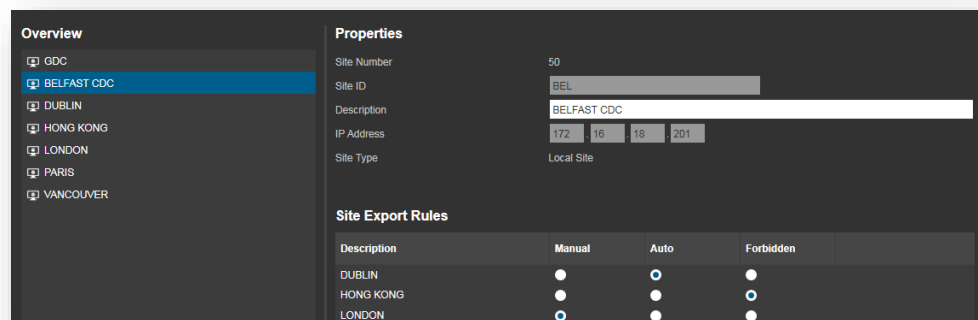 Overview
GDC
BELFAST CDC
DUBLIN
HONG KONG
LONDON
PARIS
VANCOUVER
Properties
Site Number 50
Site ID BEL
Description BELFAST CDC
IP Address 172 . 16 . 18 . 201
Site Type Local Site
Site Export Rules
Description Manual Auto Forbidden
DUBLIN
HONG KONG
LONDON